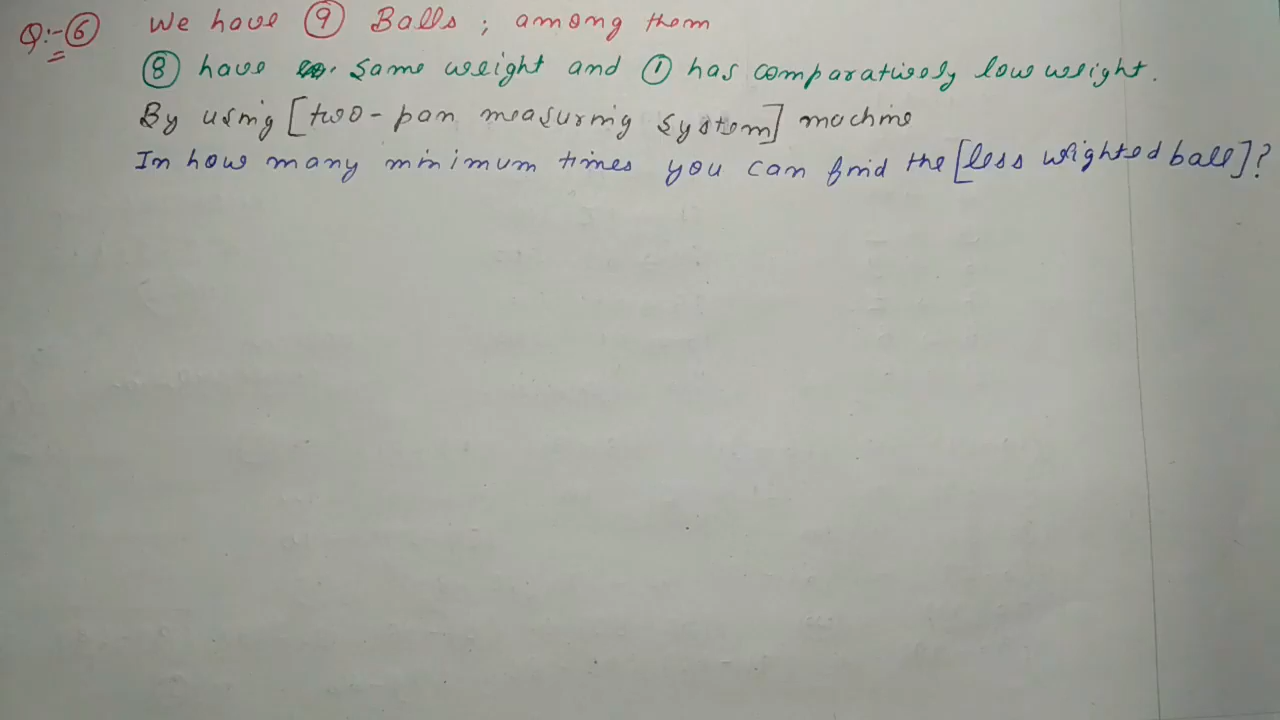 Q:-⑥ We have ⑨ Balls ; among them
⑧ have same weight and ① has comparatively low weight.
By using [two-pan measuring system] machine
In how many minimum times you can find the [less weighted ball]?